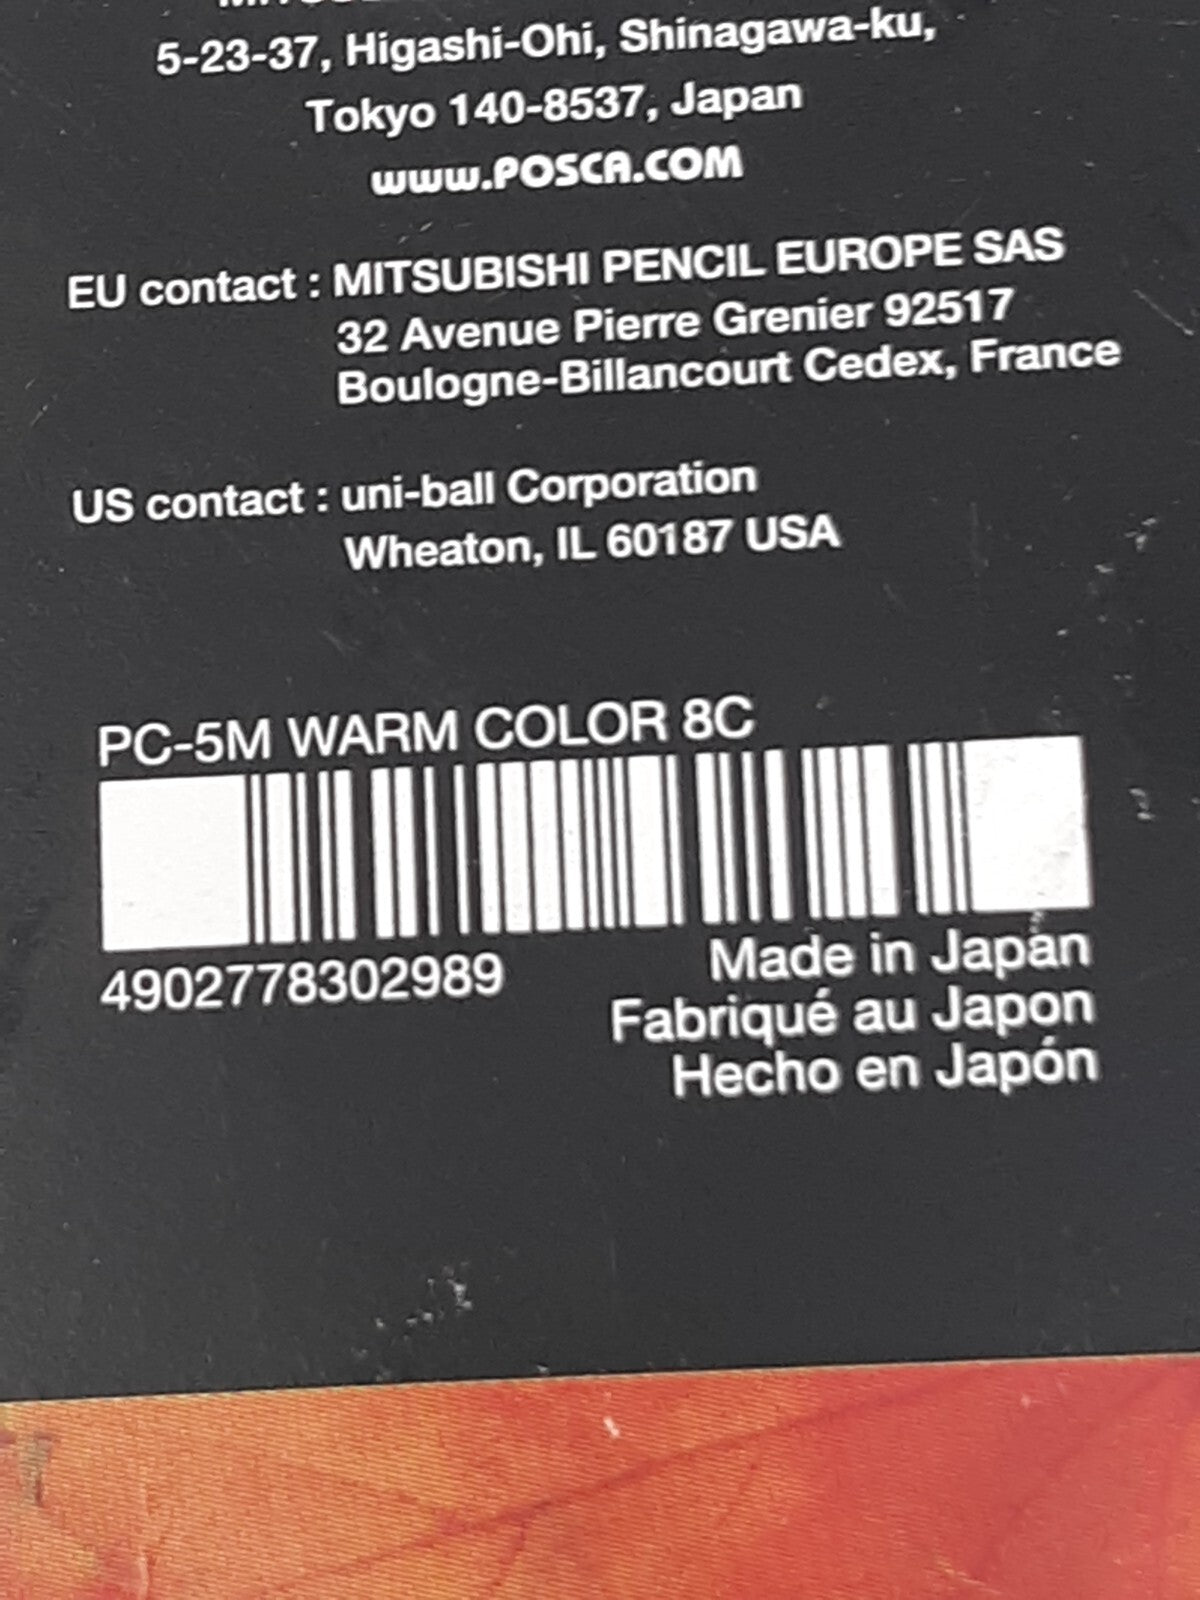 5-23-37, Higashi-Ohi, Shinagawa-ku,
Tokyo 140-8537, Japan
www.POSCA.COM
EU contact : MITSUBISHI PENCIL EUROPE SAS
32 Avenue Pierre Grenier 92517
Boulogne-Billancourt Cedex, France
US contact : uni-ball Corporation
Wheaton, IL 60187 USA
PC-5M WARM COLOR 8C
4902778302989
Made in Japan
Fabriqué au Japon
Hecho en Japón